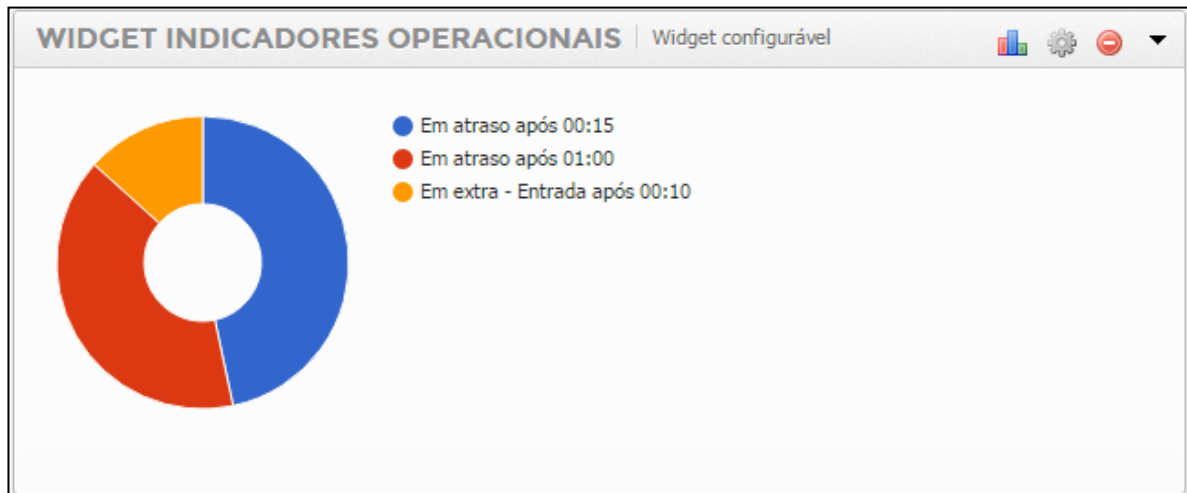 WIDGET INDICADORES OPERACIONAIS Widget configurável
Em atraso após 00:15
Em atraso após 01:00
Em extra - Entrada após 00:10